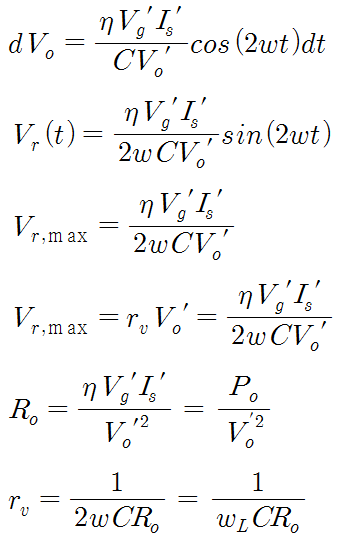 dV_o = \frac{\eta V_g' I_s'}{C V_o'} cos(2wt)dt
V_r(t) = \frac{\eta V_g' I_s'}{2wCV_o'} sin(2wt)
V_{r,max} = \frac{\eta V_g' I_s'}{2wCV_o'}
V_{r,max} = r_v V_o' = \frac{\eta V_g' I_s'}{2wCV_o'}
R_o = \frac{\eta V_g' I_s'}{V_o'^2} = \frac{P_o}{V_o'^2}
r_v = \frac{1}{2wCR_o} = \frac{1}{w_L CR_o}